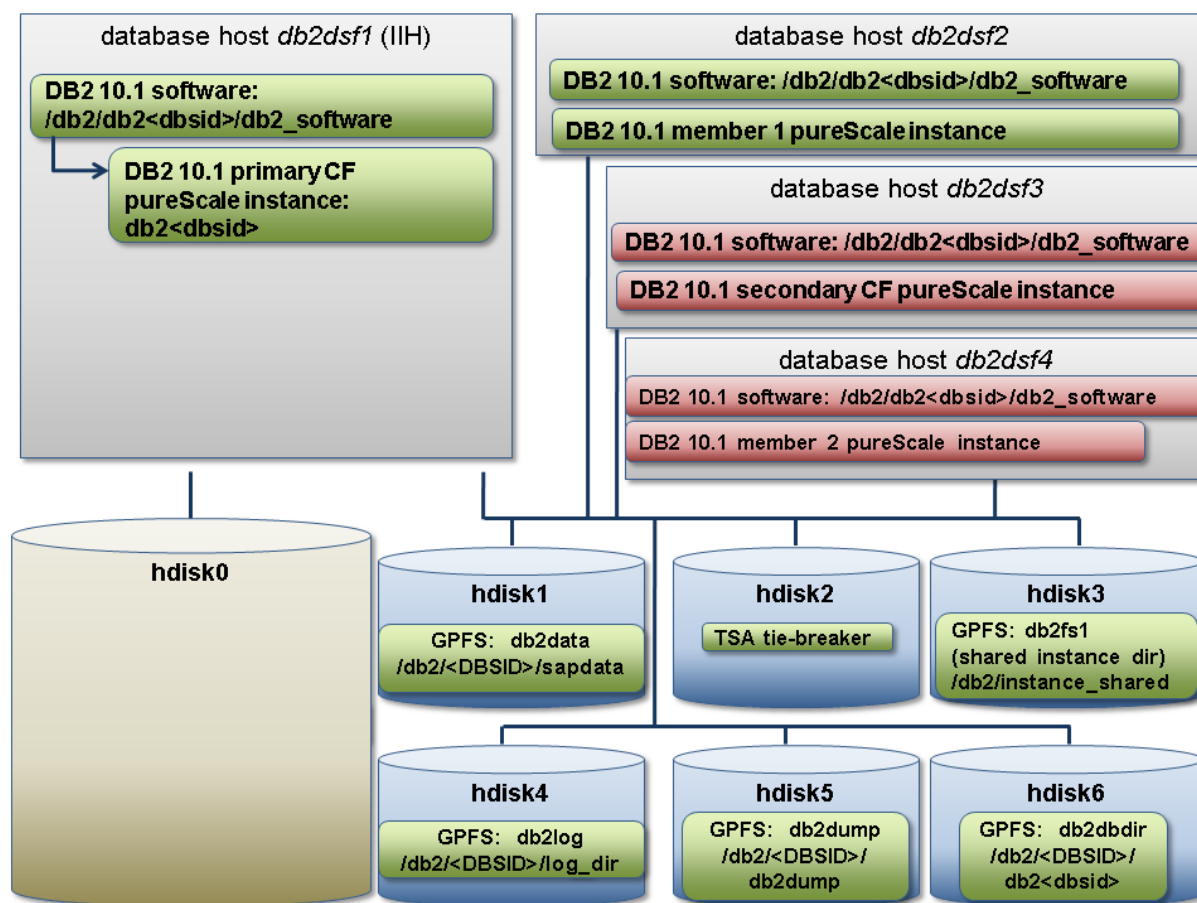 database host db2dsf1 (IIH)
DB2 10.1 software:
/db2/db2<dbsid>/db2_software
DB2 10.1 primary CF
pureScale instance:
db2<dbsid>
database host db2dsf2
DB2 10.1 software: /db2/db2<dbsid>/db2_software
DB2 10.1 member 1 pureScale instance
database host db2dsf3
DB2 10.1 software: /db2/db2<dbsid>/db2_software
DB2 10.1 secondary CF pureScale instance
database host db2dsf4
DB2 10.1 software: /db2/db2<dbsid>/db2_software
DB2 10.1 member 2 pureScale instance
hdisk0
hdisk1
GPFS: db2data
/db2/<DBSID>/sapdata
hdisk2
TSA tie-breaker
hdisk3
GPFS: db2fs1
(shared instance dir)
/db2/instance_shared
hdisk4
GPFS: db2log
/db2/<DBSID>/log_dir
hdisk5
GPFS: db2dump
/db2/<DBSID>/
db2dump
hdisk6
GPFS: db2dbdir
/db2/<DBSID>/
db2<dbsid>